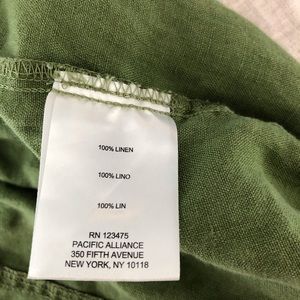 100% LINEN
100% LINO
100% LIN
RN 123475
PACIFIC ALLIANCE
350 FIFTH AVENUE
NEW YORK, NY 10118